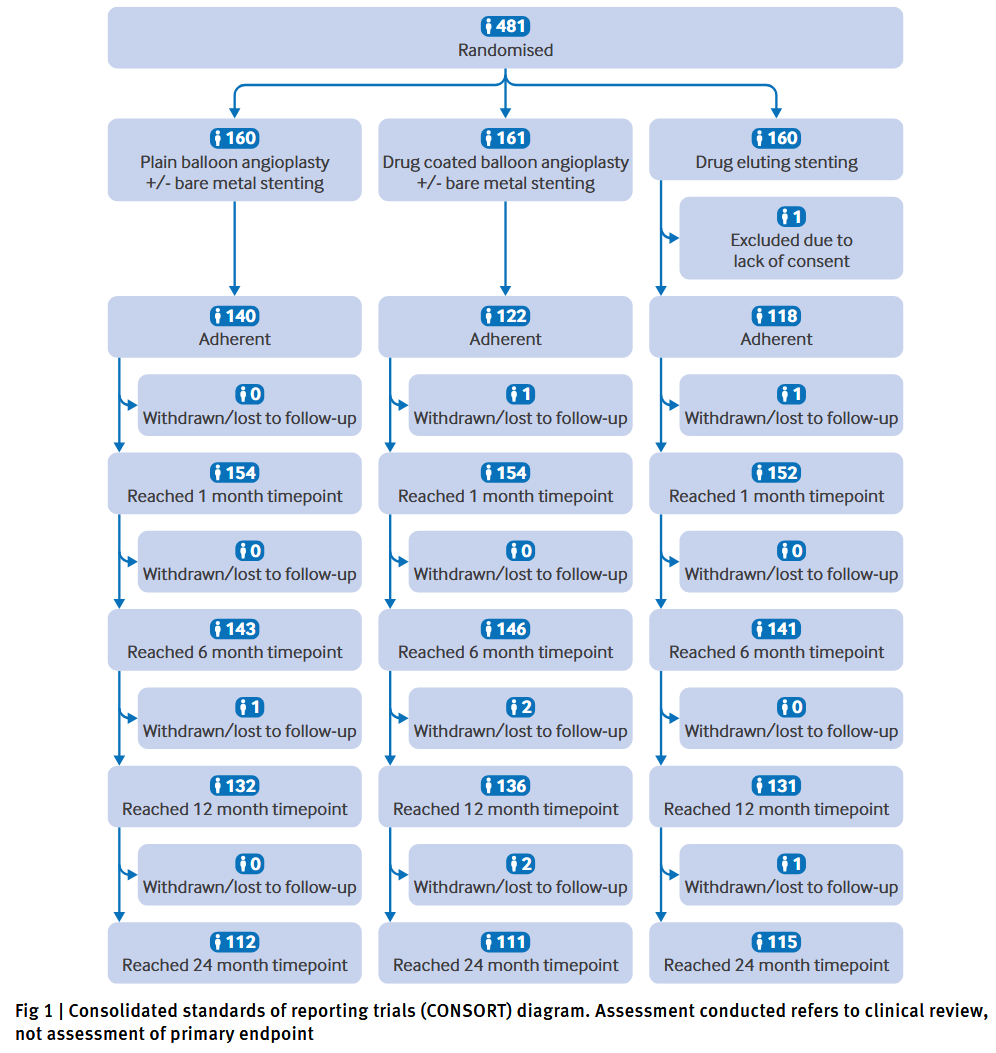 481
Randomised
160
Plain balloon angioplasty
+/- bare metal stenting
161
Drug coated balloon angioplasty
+/- bare metal stenting
160
Drug eluting stenting
1
Excluded due to
lack of consent
140
Adherent
122
Adherent
118
Adherent
0
Withdrawn/lost to follow-up
1
Withdrawn/lost to follow-up
1
Withdrawn/lost to follow-up
154
Reached 1 month timepoint
154
Reached 1 month timepoint
152
Reached 1 month timepoint
0
Withdrawn/lost to follow-up
0
Withdrawn/lost to follow-up
0
Withdrawn/lost to follow-up
143
Reached 6 month timepoint
146
Reached 6 month timepoint
141
Reached 6 month timepoint
1
Withdrawn/lost to follow-up
2
Withdrawn/lost to follow-up
0
Withdrawn/lost to follow-up
132
Reached 12 month timepoint
136
Reached 12 month timepoint
131
Reached 12 month timepoint
0
Withdrawn/lost to follow-up
2
Withdrawn/lost to follow-up
1
Withdrawn/lost to follow-up
112
Reached 24 month timepoint
111
Reached 24 month timepoint
115
Reached 24 month timepoint
Fig 1 | Consolidated standards of reporting trials (CONSORT) diagram. Assessment conducted refers to clinical review,
not assessment of primary endpoint